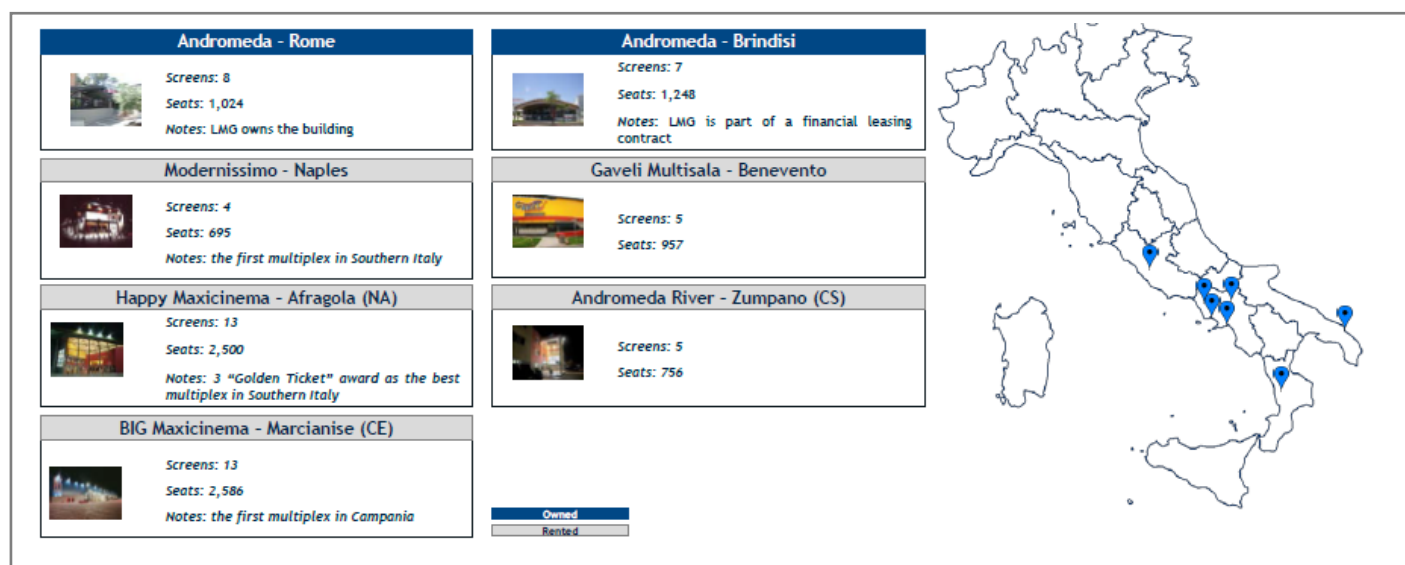 Andromeda - Rome
Screens: 8
Seats: 1,024
Notes: LMG owns the building
Andromeda - Brindisi
Screens: 7
Seats: 1,248
Notes: LMG is part of a financial leasing
contract
Modernissimo - Naples
Screens: 4
Seats: 695
Notes: the first multiplex in Southern Italy
Gaveli Multisala - Benevento
Screens: 5
Seats: 957
Happy Maxicinema - Afragola (NA)
Screens: 13
Seats: 2,500
Notes: 3 “Golden Ticket” award as the best
multiplex in Southern Italy
Andromeda River - Zumpano (CS)
Screens: 5
Seats: 756
BIG Maxicinema - Marcianise (CE)
Screens: 13
Seats: 2,586
Notes: the first multiplex in Campania
Owned
Rented